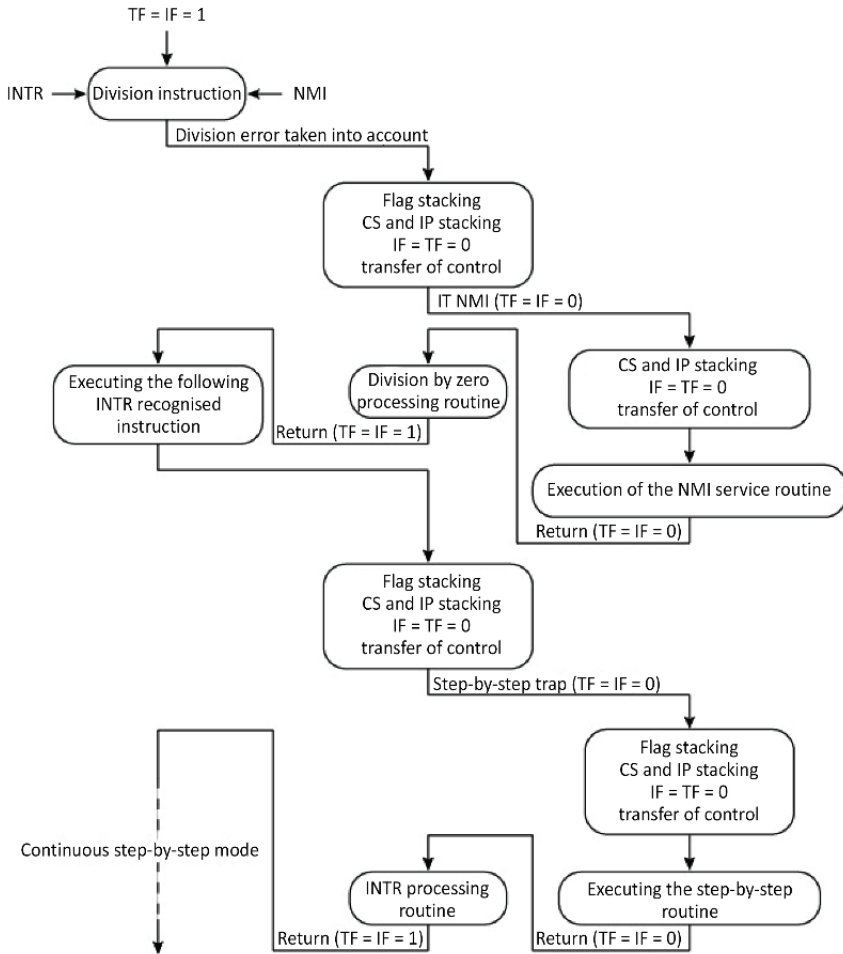 TF = IF = 1
INTR
Division instruction
NMI
Division error taken into account
Flag stacking
CS and IP stacking
IF = TF = 0
transfer of control
IT NMI (TF = IF = 0)
Executing the following
INTR recognised
instruction
Division by zero
processing routine
Return (TF = IF = 1)
CS and IP stacking
IF = TF = 0
transfer of control
Execution of the NMI service routine
Return (TF = IF = 0)
Flag stacking
CS and IP stacking
IF = TF = 0
transfer of control
Step-by-step trap (TF = IF = 0)
Flag stacking
CS and IP stacking
IF = TF = 0
transfer of control
Continuous step-by-step mode
INTR processing
routine
Executing the step-by-step
routine
Return (TF = IF = 1)
Return (TF = IF = 0)